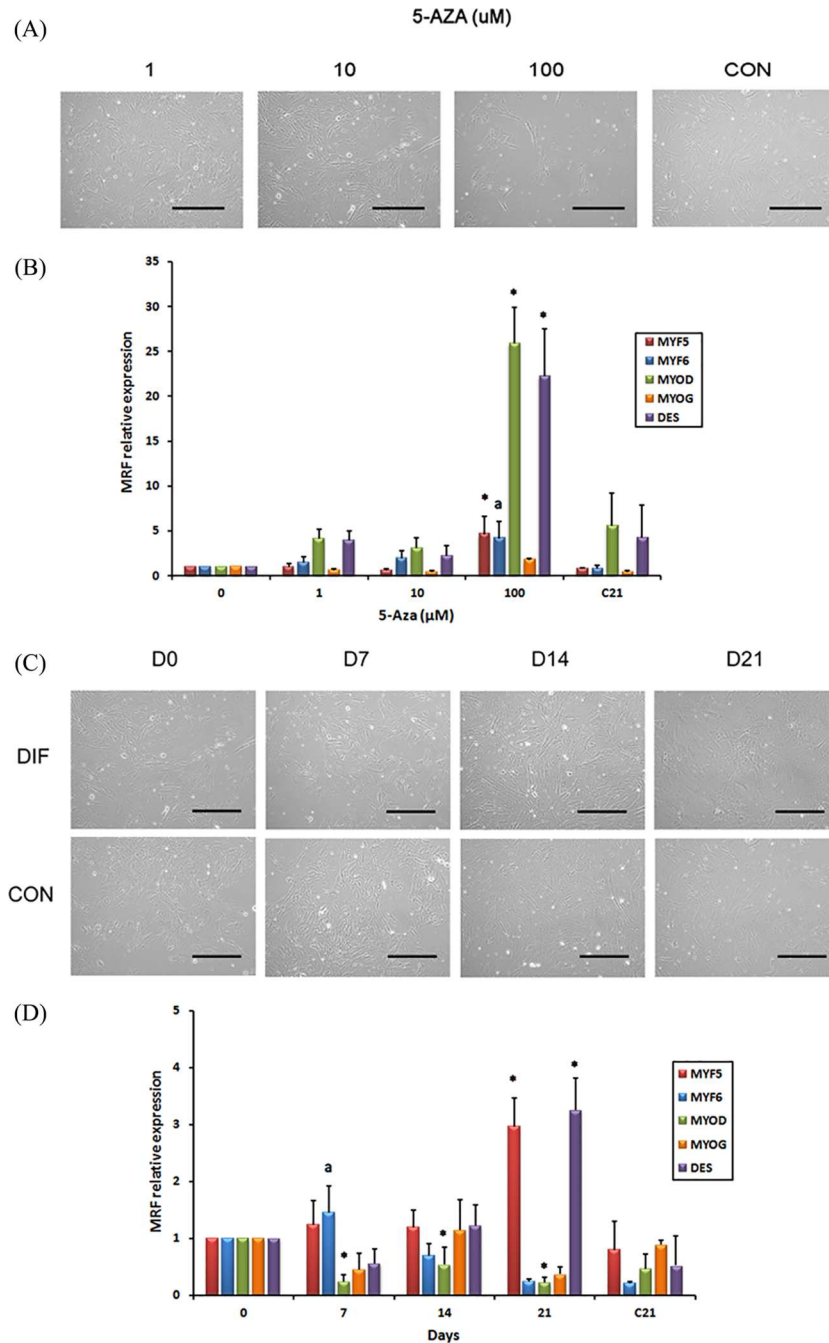 (A)
5-AZA (uM)
1 10 100 CON
(B)
35
30
25
20
15
10
5
0
MRF relative expression
* a * *
MYF5
MYF6
MYOD
MYOG
DES
0 1 10 100 C21
5-Aza (µM)
(C)
D0 D7 D14 D21
DIF
CON
(D)
5
4
3
2
1
0
MRF relative expression
a * * * * *
MYF5
MYF6
MYOD
MYOG
DES
0 7 14 21 C21
Days